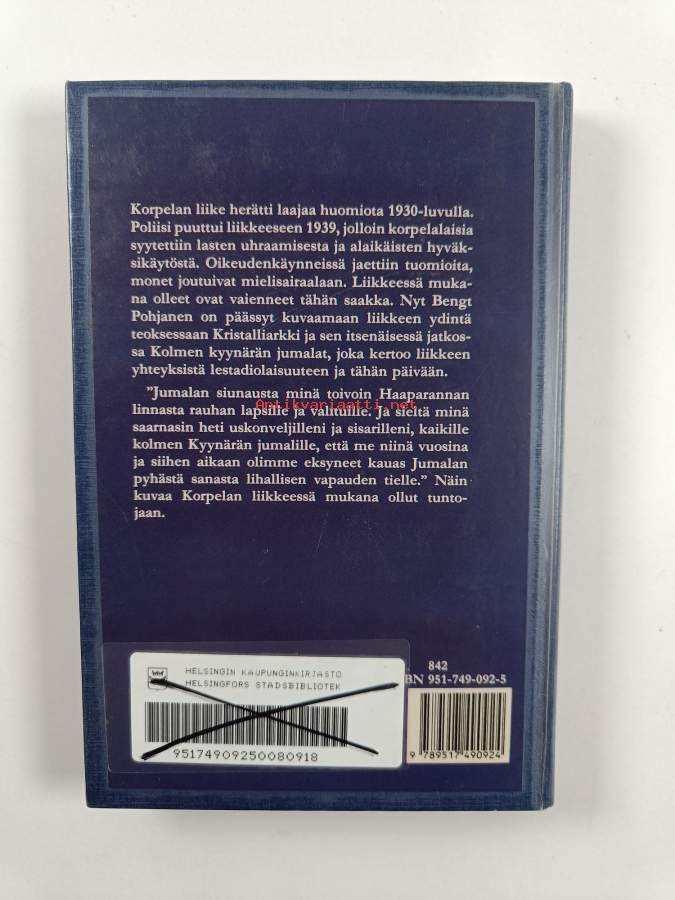 Korpelan liike herätti laajaa huomiota 1930-luvulla.
Poliisi puuttui liikkeeseen 1939, jolloin korpelalaisia
syytettiin lasten uhraamisesta ja alaikäisten hyväk-
sikäytöstä. Oikeudenkäynneissä jaettiin tuomioita,
monet joutuivat mielisairaalaan. Liikkeessä muka-
na olleet ovat vaienneet tähän saakka. Nyt Bengt
Pohjanen on päässyt kuvaamaan liikkeen ydintä
teoksessaan Kristalliarkki ja sen itsenäisessä jatkos-
sa Kolmen kyynärän jumalat, joka kertoo liikkeen
yhteyksistä lestadiolaisuuteen ja tähän päivään.
"Jumalan siunausta minä toivoin Haaparannan
linnasta rauhan lapsille ja valituille. Ja sieltä minä
Antikvariaatti.net
saarnasin heti uskonveljilleni ja sisarilleni, kaikille
kolmen Kyynärän jumalille, että me niinä vuosina
ja siihen aikaan olimme eksyneet kauas Jumalan
pyhästä sanasta lihallisen vapauden tielle." Näin
kuvaa Korpelan liikkeessä mukana ollut tunto-
jaan.
HELSINGIN KAUPUNGINKIRJASTO
HELSINGFORS STADSBIBLIOTEK
95174909250080918
842
BN 951-749-092-5
9 789517 490924